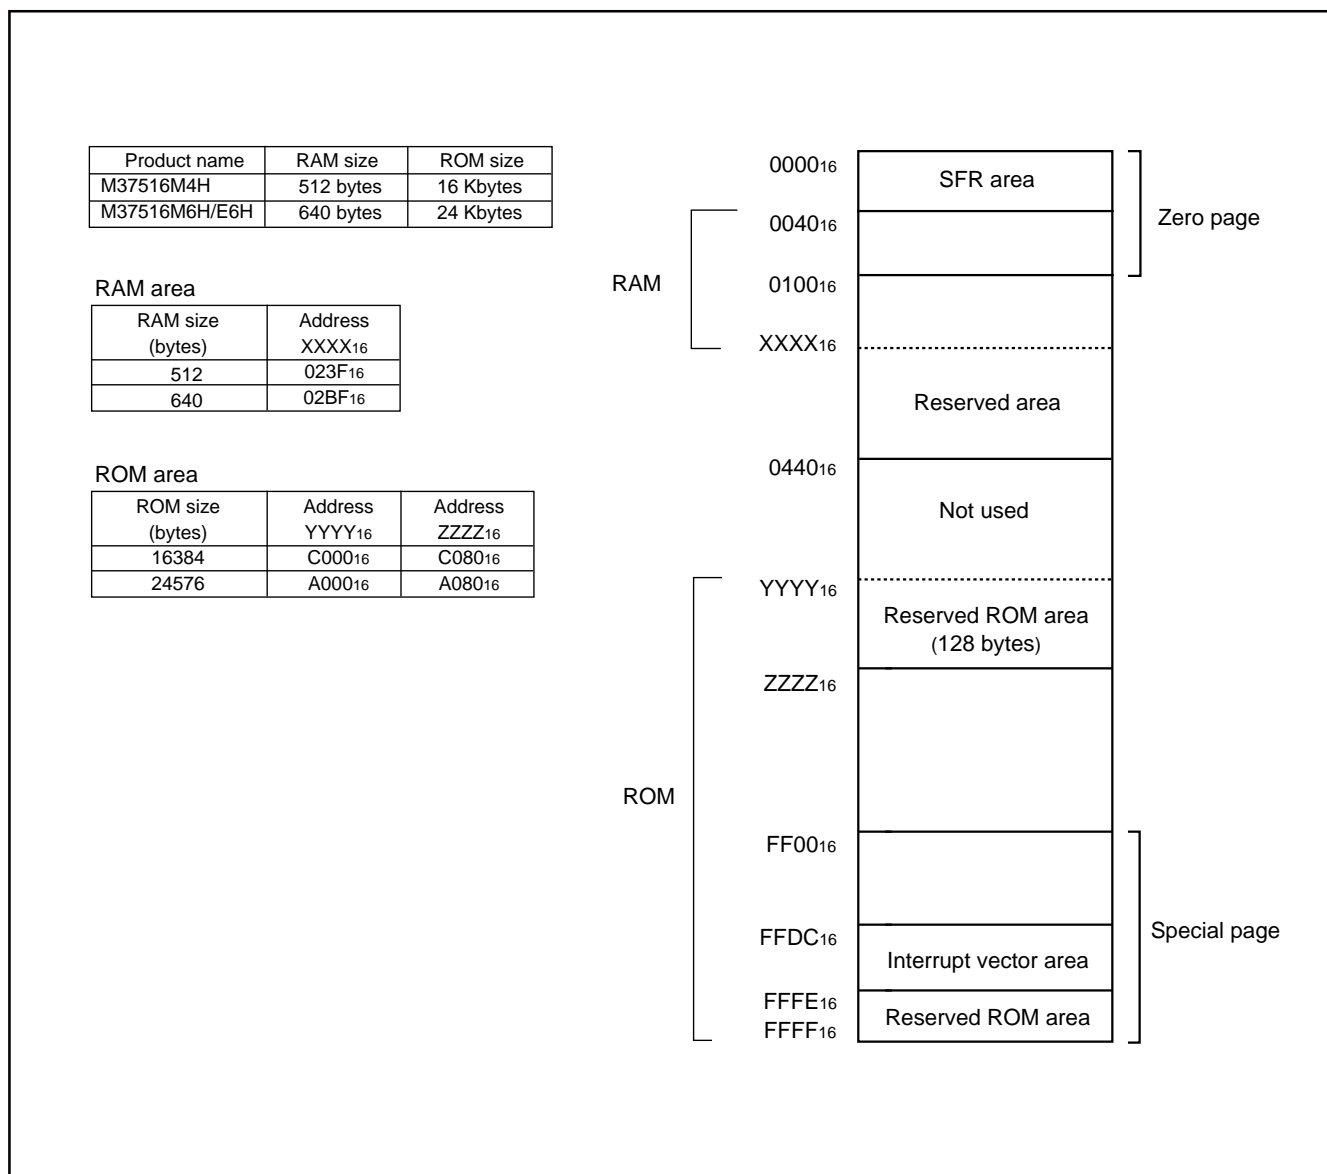 Product name RAM size ROM size
M37516M4H 512 bytes 16 Kbytes
M37516M6H/E6H 640 bytes 24 Kbytes
RAM area
RAM size Address
(bytes) XXXX16
512 023F16
640 02BF16
ROM area
ROM size Address Address
(bytes) YYYY16 ZZZZ16
16384 C00016 C08016
24576 A00016 A08016
000016
SFR area
Zero page
004016
RAM
010016
XXXX16
Reserved area
044016
Not used
YYYY16
Reserved ROM area
(128 bytes)
ZZZZ16
ROM
FF0016
Special page
FFDC16
Interrupt vector area
FFFE16
Reserved ROM area
FFFF16